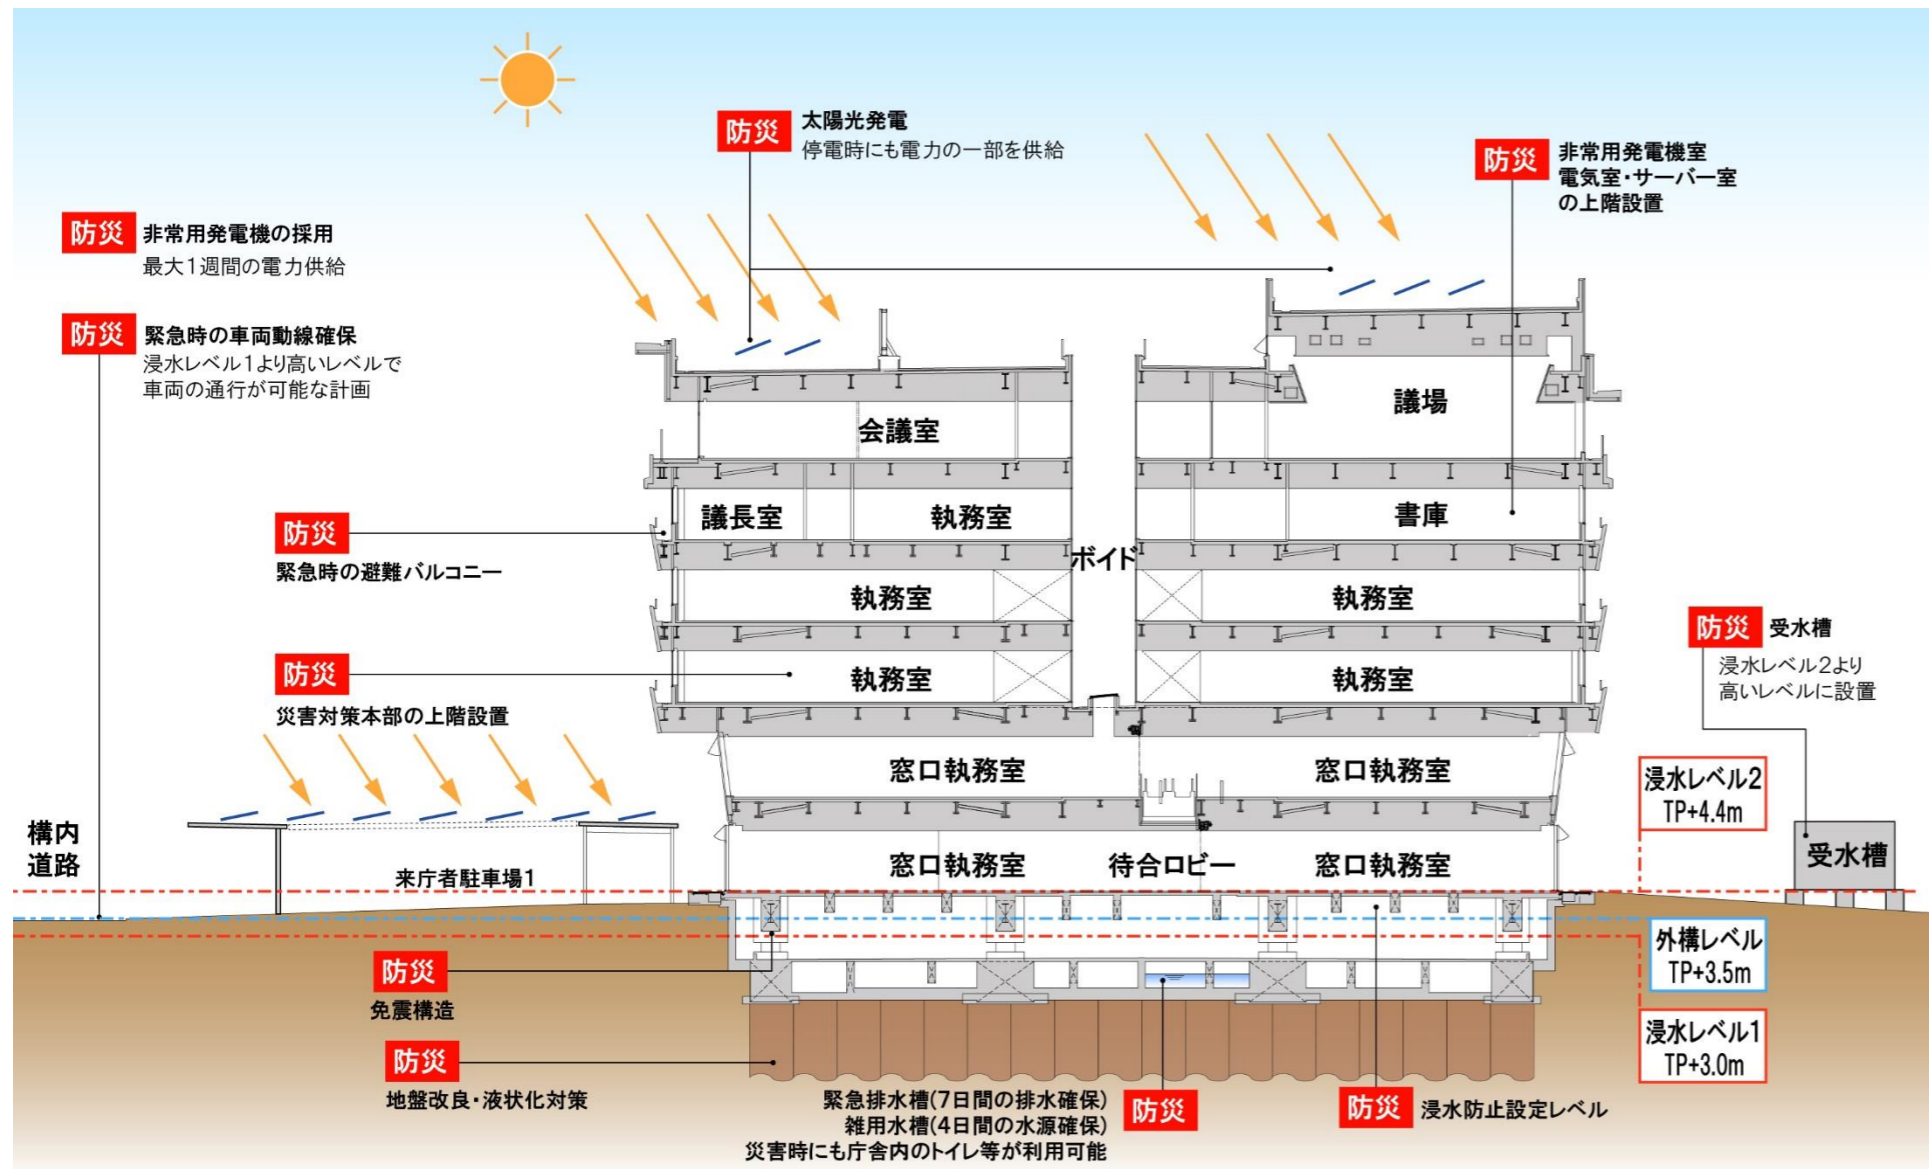 防災
太陽光発電
停電時にも電力の一部を供給
防災
非常用発電機室
電気室・サーバー室
の上階設置
防災
非常用発電機の採用
最大1週間の電力供給
防災
緊急時の車両動線確保
浸水レベル1より高いレベルで
車両の通行が可能な計画
会議室
議場
議長室
執務室
書庫
防災
緊急時の避難バルコニー
ボイド
執務室
執務室
防災
災害対策本部の上階設置
執務室
執務室
防災
受水槽
浸水レベル2より
高いレベルに設置
窓口執務室
窓口執務室
浸水レベル2
TP+4.4m
構内
道路
来庁者駐車場1
窓口執務室
待合ロビー
窓口執務室
受水槽
外構レベル
TP+3.5m
浸水レベル1
TP+3.0m
防災
免震構造
防災
地盤改良・液状化対策
緊急排水槽(7日間の排水確保)
雑用水槽(4日間の水源確保)
災害時にも庁舎内のトイレ等が利用可能
防災
防災
浸水防止設定レベル